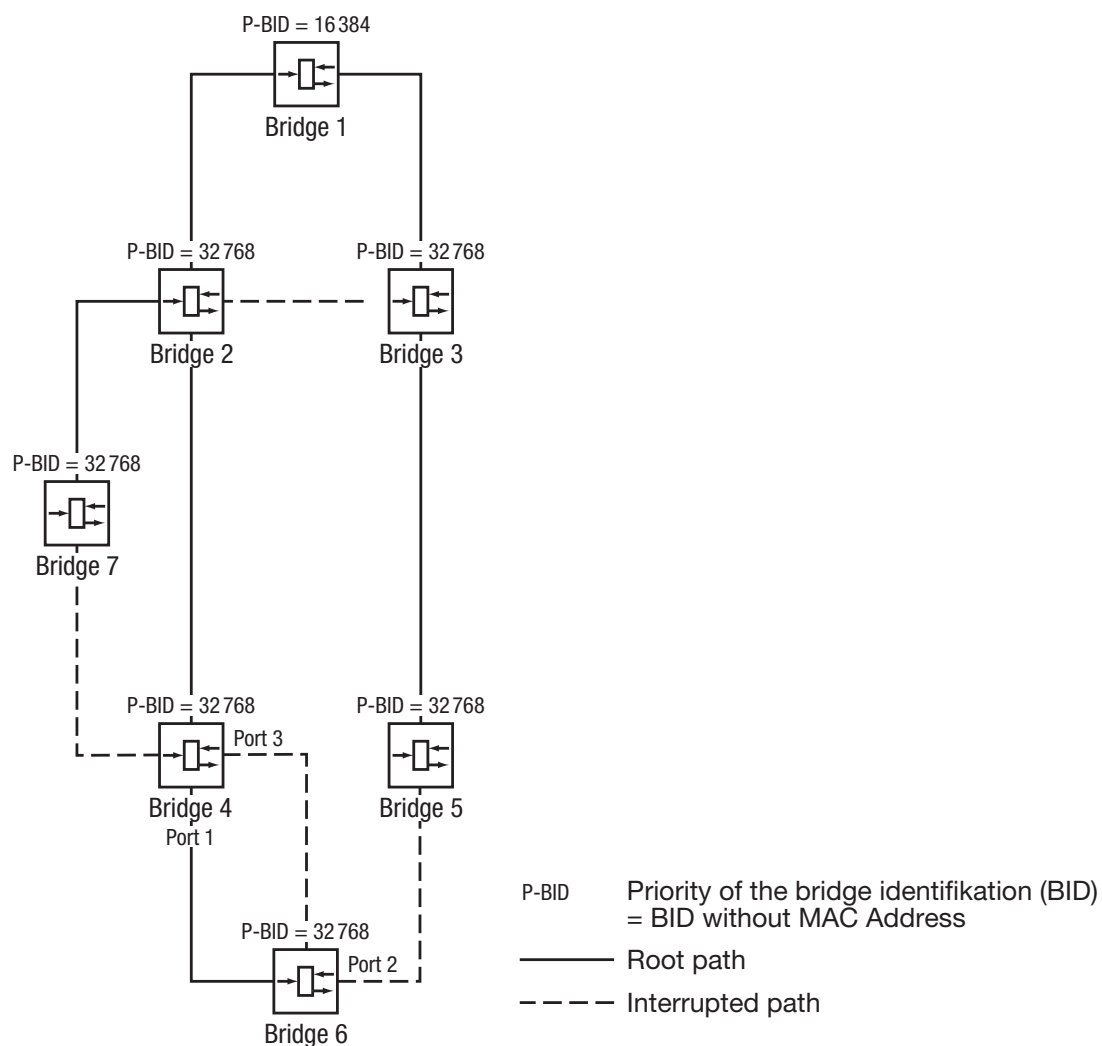 P-BID = 16 384
Bridge 1
P-BID = 32 768
P-BID = 32 768
Bridge 2
Bridge 3
P-BID = 32 768
Bridge 7
P-BID = 32 768
P-BID = 32 768
Port 3
Bridge 4
Bridge 5
Port 1
P-BID = 32 768
Port 2
Bridge 6
P-BID Priority of the bridge identifikation (BID)
= BID without MAC Address
Root path
Interrupted path